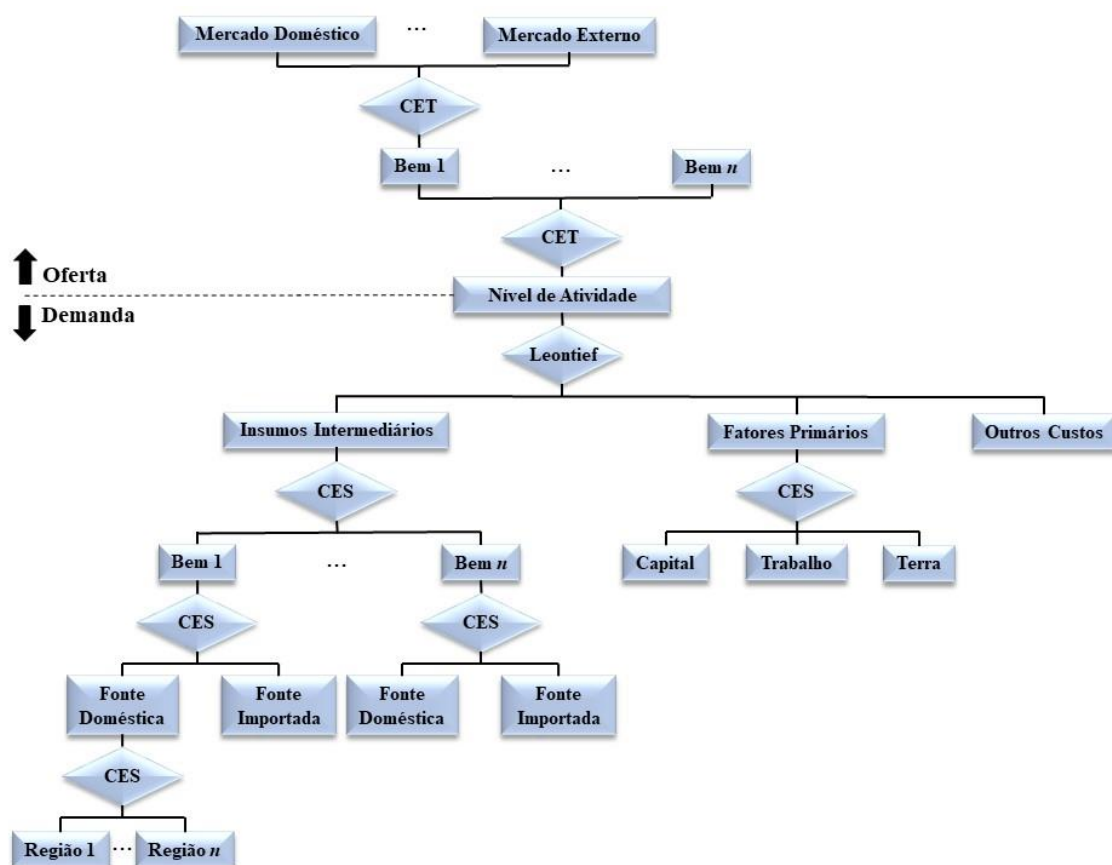 Mercado Doméstico ... Mercado Externo
CET
Bem 1 ... Bem n
CET
Oferta
Nível de Atividade
Demanda
Leontief
Insumos Intermediários Fatores Primários Outros Custos
CES CES
Bem 1 ... Bem n Capital Trabalho Terra
CES CES
Fonte Doméstica Fonte Importada Fonte Doméstica Fonte Importada
CES
Região 1 ... Região n